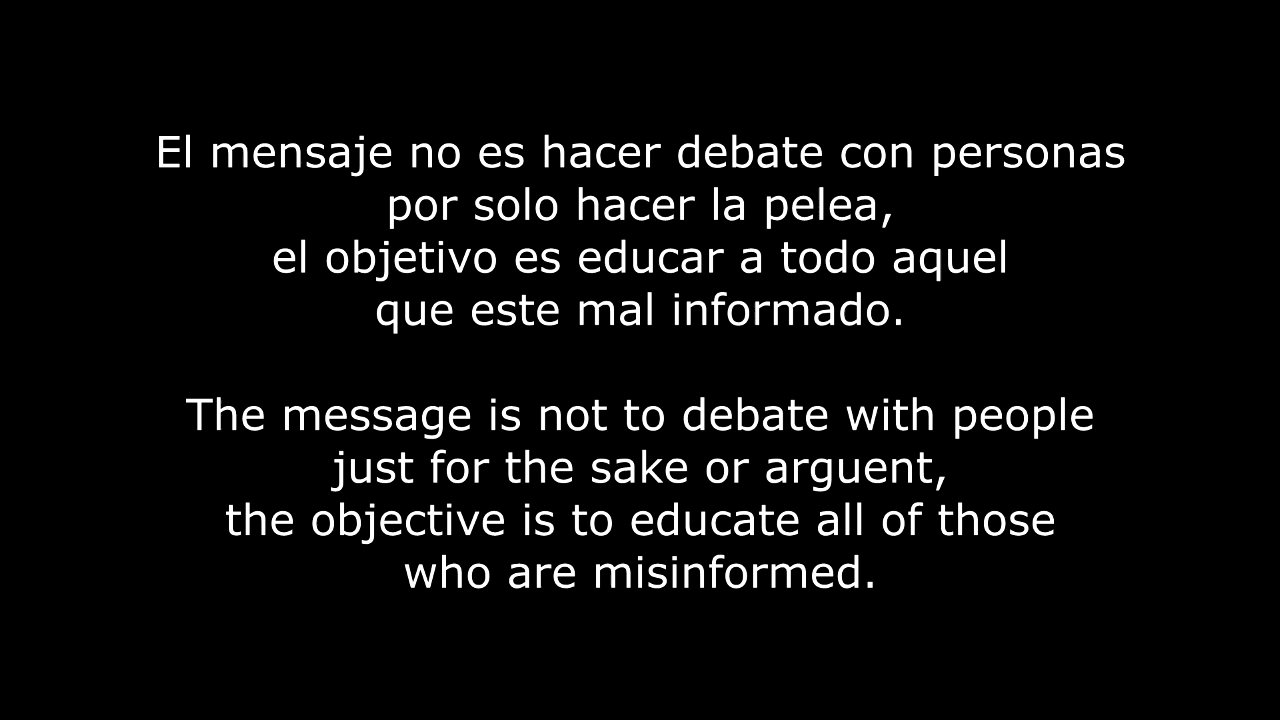 El mensaje no es hacer debate con personas
por solo hacer la pelea,
el objetivo es educar a todo aquel
que este mal informado.
The message is not to debate with people
just for the sake or arguent,
the objective is to educate all of those
who are misinformed.